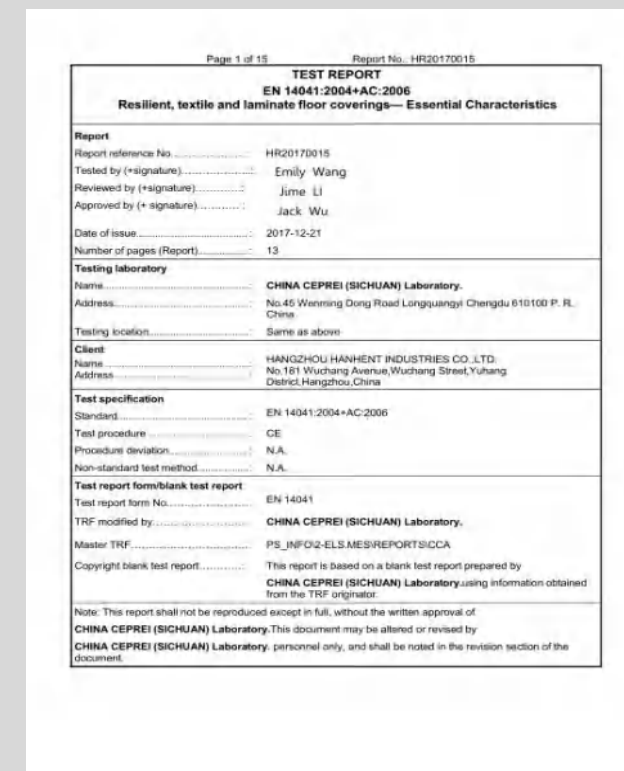 Page 1 of 15 Report No.: HR20170015
TEST REPORT
EN 14041:2004+AC:2006
Resilient, textile and laminate floor coverings— Essential Characteristics
Report
Report reference No.......................: HR20170015
Tested by (+signature)....................: Emily Wang
Reviewed by (+signature).............: Jime LI
Approved by (+ signature)............: Jack Wu
Date of issue...................................: 2017-12-21
Number of pages (Report)................: 13
Testing laboratory
Name..............................................: CHINA CEPREI (SICHUAN) Laboratory.
Address..........................................: No.45 Wenming Dong Road Longquangyi Chengdu 610100 P. R.
China
Testing location..............................: Same as above
Client
Name..............................................: HANGZHOU HANHENT INDUSTRIES CO.,LTD.
Address..........................................: No.181 Wuchang Avenue,Wuchang Street,Yuhang
District,Hangzhou,China
Test specification
Standard.........................................: EN 14041:2004+AC:2006
Test procedure ...............................: CE
Procedure deviation........................: N.A.
Non-standard test method...............: N.A.
Test report form/blank test report
Test report form No.........................: EN 14041
TRF modified by..............................: CHINA CEPREI (SICHUAN) Laboratory.
Master TRF.....................................: PS_INFO\2-ELS.MES\REPORTS\CCA
Copyright blank test report............: This report is based on a blank test report prepared by
CHINA CEPREI (SICHUAN) Laboratory.using information obtained
from the TRF originator.
Note: This report shall not be reproduced except in full, without the written approval of
CHINA CEPREI (SICHUAN) Laboratory.This document may be altered or revised by
CHINA CEPREI (SICHUAN) Laboratory. personnel only, and shall be noted in the revision section of the
document.